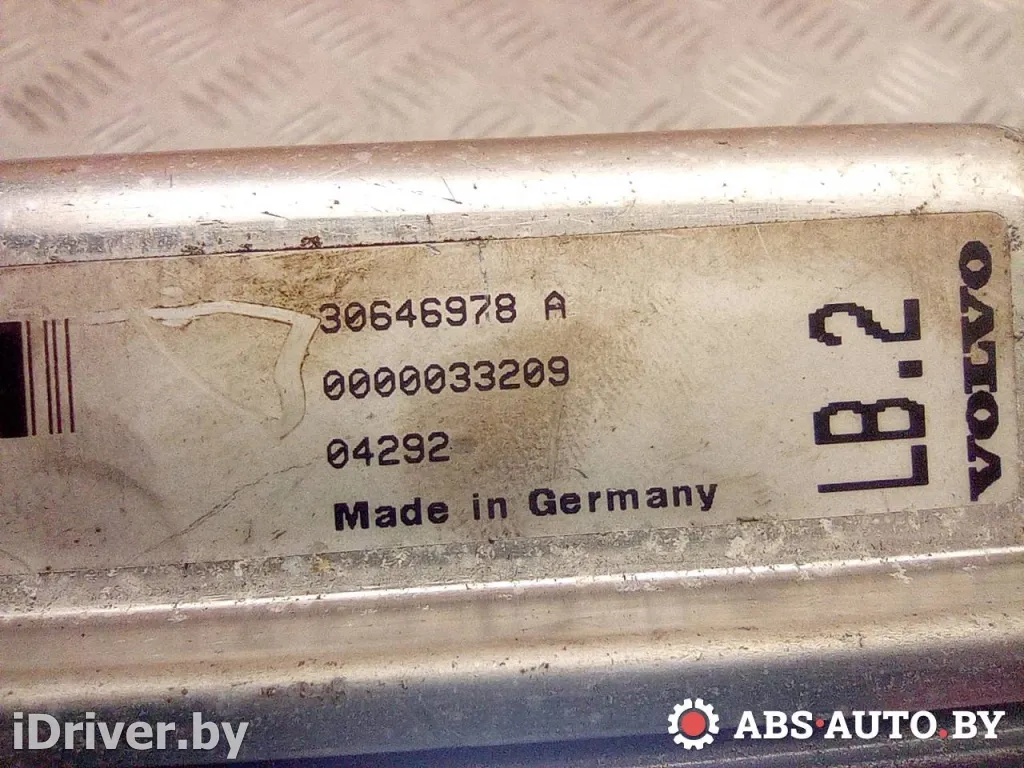 30646978 A
0000033209
04292
Made in Germany
LB.2
VOLVO
iDriver.by
ABS·AUTO.BY